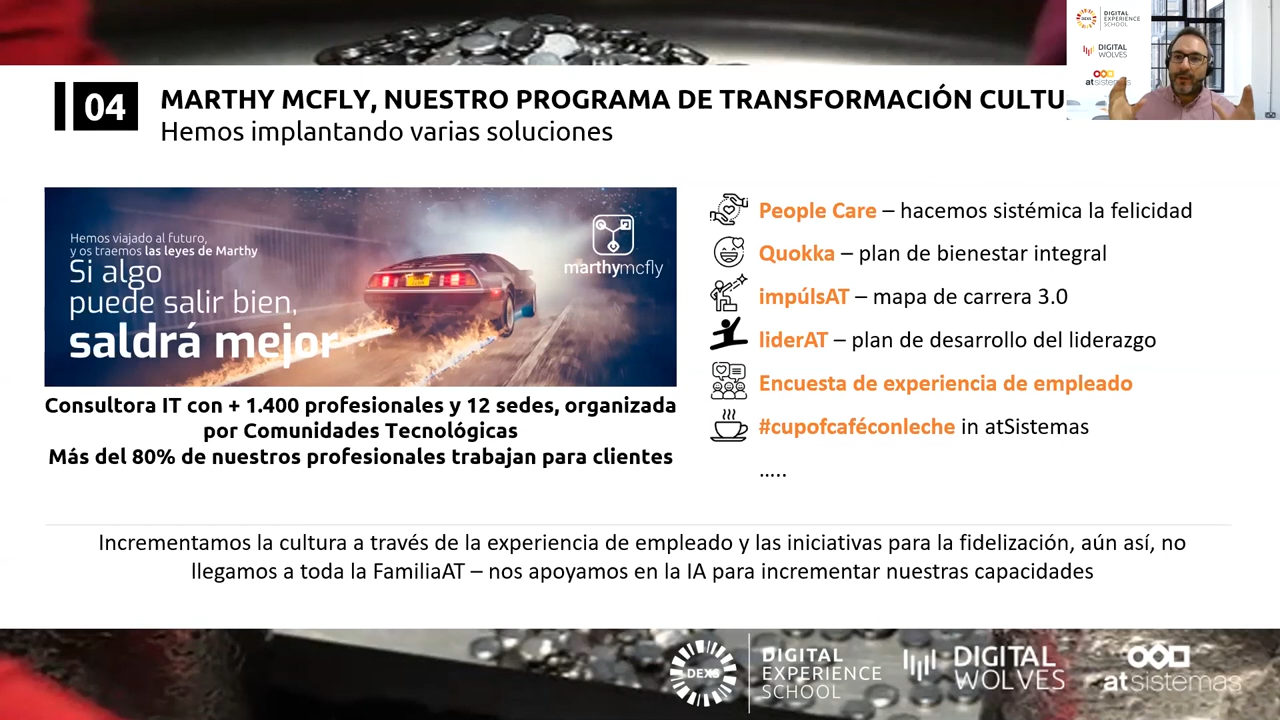 DEXS
DIGITAL
EXPERIENCE
SCHOOL
DIGITAL
WOLVES
atsistemas
04
MARTHY MCFLY, NUESTRO PROGRAMA DE TRANSFORMACIÓN CULTU
Hemos implantando varias soluciones
Hemos viajado al futuro,
y os traemos las leyes de Marthy
Si algo
puede salir bien,
saldrá mejor
marthymcfly
Consultora IT con + 1.400 profesionales y 12 sedes, organizada
por Comunidades Tecnológicas
Más del 80% de nuestros profesionales trabajan para clientes
People Care – hacemos sistémica la felicidad
Quokka – plan de bienestar integral
impúlsAT – mapa de carrera 3.0
liderAT – plan de desarrollo del liderazgo
Encuesta de experiencia de empleado
#cupofcaféconleche in atSistemas
.....
Incrementamos la cultura a través de la experiencia de empleado y las iniciativas para la fidelización, aún así, no
llegamos a toda la FamiliaAT – nos apoyamos en la IA para incrementar nuestras capacidades
DEXS
DIGITAL
EXPERIENCE
SCHOOL
DIGITAL
WOLVES
atsistemas